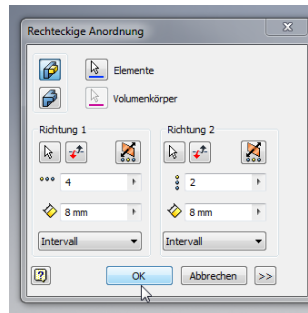 Rechteckige Anordnung
Elemente
Volumenkörper
Richtung 1
Richtung 2
4
2
8 mm
8 mm
Intervall
Intervall
OK
Abbrechen
>>